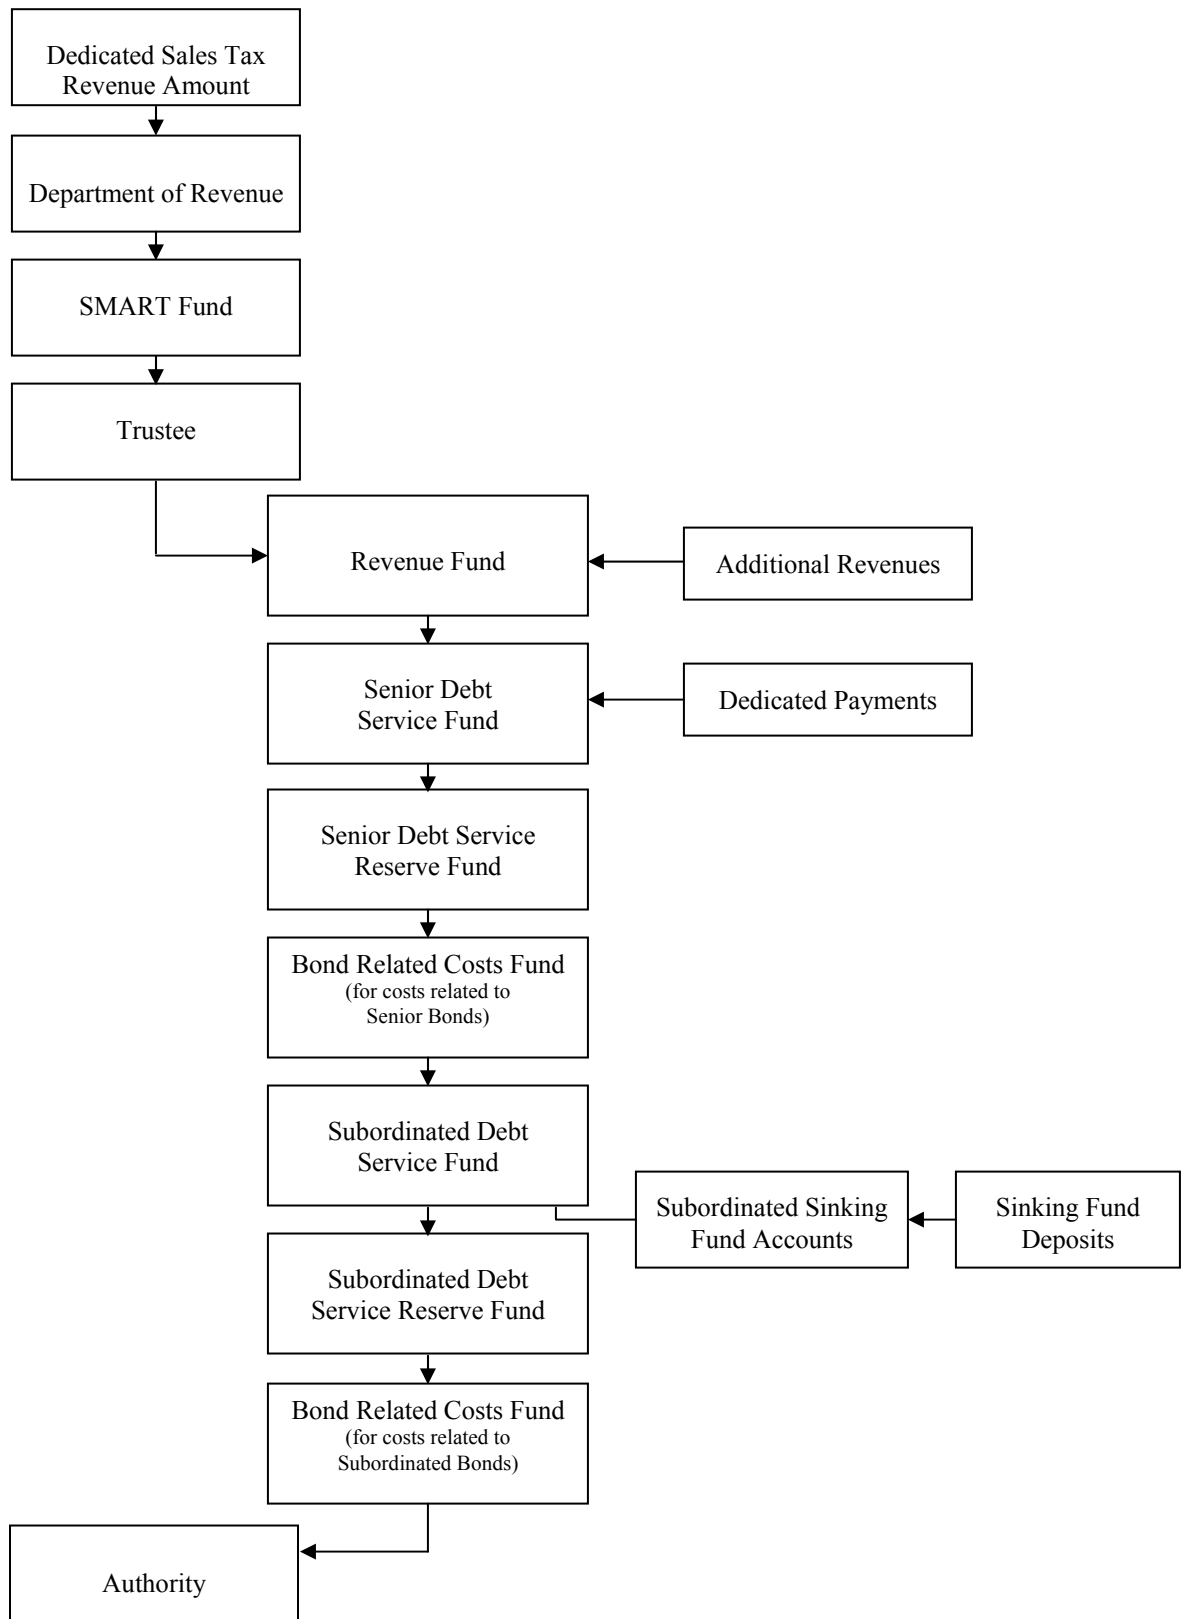 Dedicated Sales Tax
Revenue Amount
Department of Revenue
SMART Fund
Trustee
Revenue Fund
Additional Revenues
Senior Debt
Service Fund
Dedicated Payments
Senior Debt Service
Reserve Fund
Bond Related Costs Fund
(for costs related to
Senior Bonds)
Subordinated Debt
Service Fund
Subordinated Sinking
Fund Accounts
Sinking Fund
Deposits
Subordinated Debt
Service Reserve Fund
Bond Related Costs Fund
(for costs related to
Subordinated Bonds)
Authority